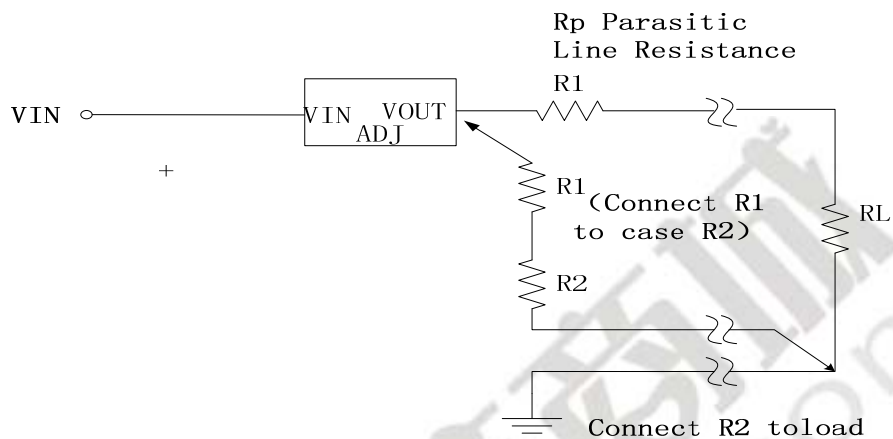 Rp Parasitic
Line Resistance
R1
VIN
VIN
VOUT
ADJ
R1
(Connect R1
to case R2)
RL
R2
Connect R2 toload